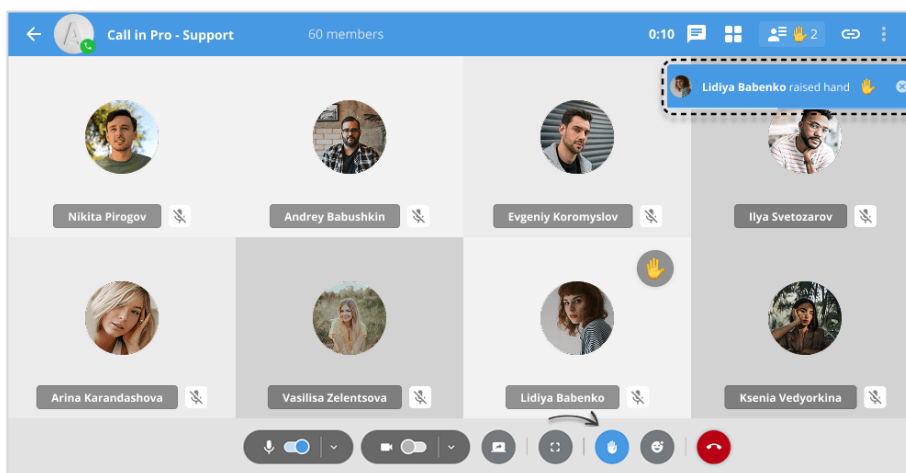 Call in Pro - Support
60 members
0:10
2
Lidiya Babenko raised hand
Nikita Pirogov
Andrey Babushkin
Evgeniy Koromyslov
Ilya Svetozarov
Arina Karandashova
Vasilisa Zelentsova
Lidiya Babenko
Ksenia Vedyorkina